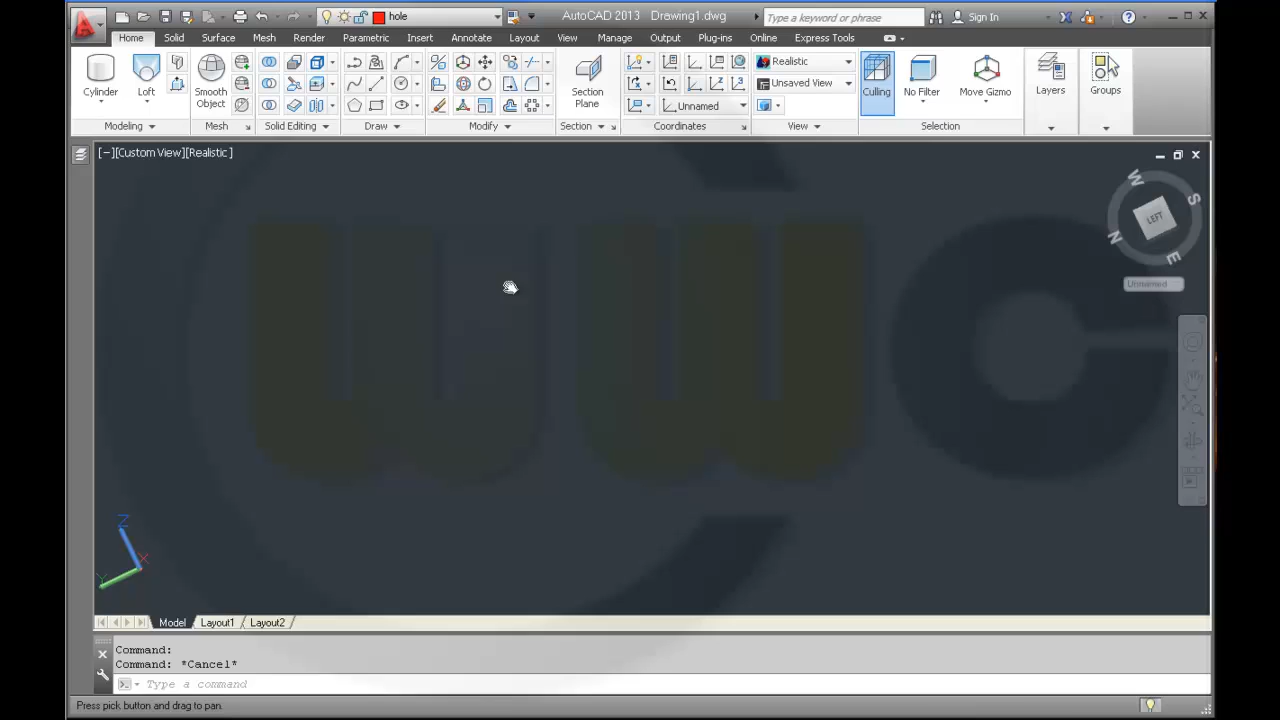 hole
AutoCAD 2013 Drawing1.dwg
Type a keyword or phrase
Sign In
Home Solid Surface Mesh Render Parametric Insert Annotate Layout View Manage Output Plug-ins Online Express Tools
Cylinder
Loft
Smooth Object
Section Plane
Realistic
Unsaved View
Unnamed
Culling
No Filter
Move Gizmo
Layers
Groups
Modeling Mesh Solid Editing Draw Modify Section Coordinates View Selection
[−][Custom View][Realistic ]
W
S
LEFT
N
E
Unnamed
wwc
Z
X
Y
Model Layout1 Layout2
Command:
Command: *Cancel*
Type a command
Press pick button and drag to pan.